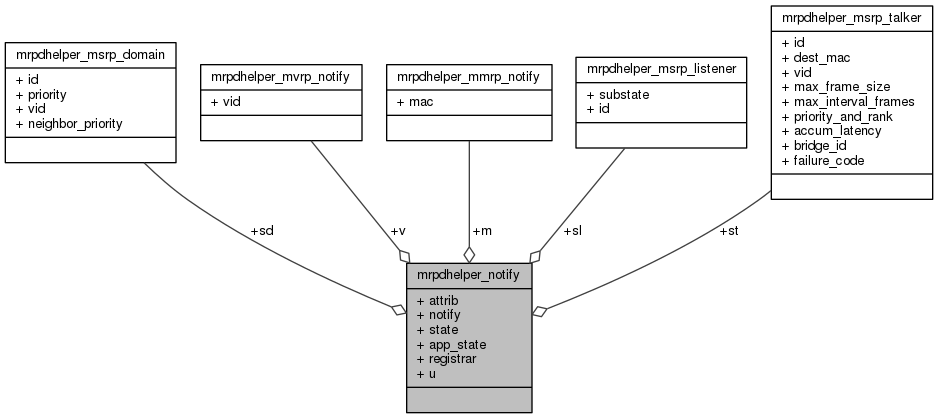 mrpdhelper_msrp_domain
+ id
+ priority
+ vid
+ neighbor_priority
mrpdhelper_mvrp_notify
+ vid
mrpdhelper_mmrp_notify
+ mac
mrpdhelper_msrp_listener
+ substate
+ id
mrpdhelper_msrp_talker
+ id
+ dest_mac
+ vid
+ max_frame_size
+ max_interval_frames
+ priority_and_rank
+ accum_latency
+ bridge_id
+ failure_code
+sd
+v
+m
+sl
+st
mrpdhelper_notify
+ attrib
+ notify
+ state
+ app_state
+ registrar
+ u